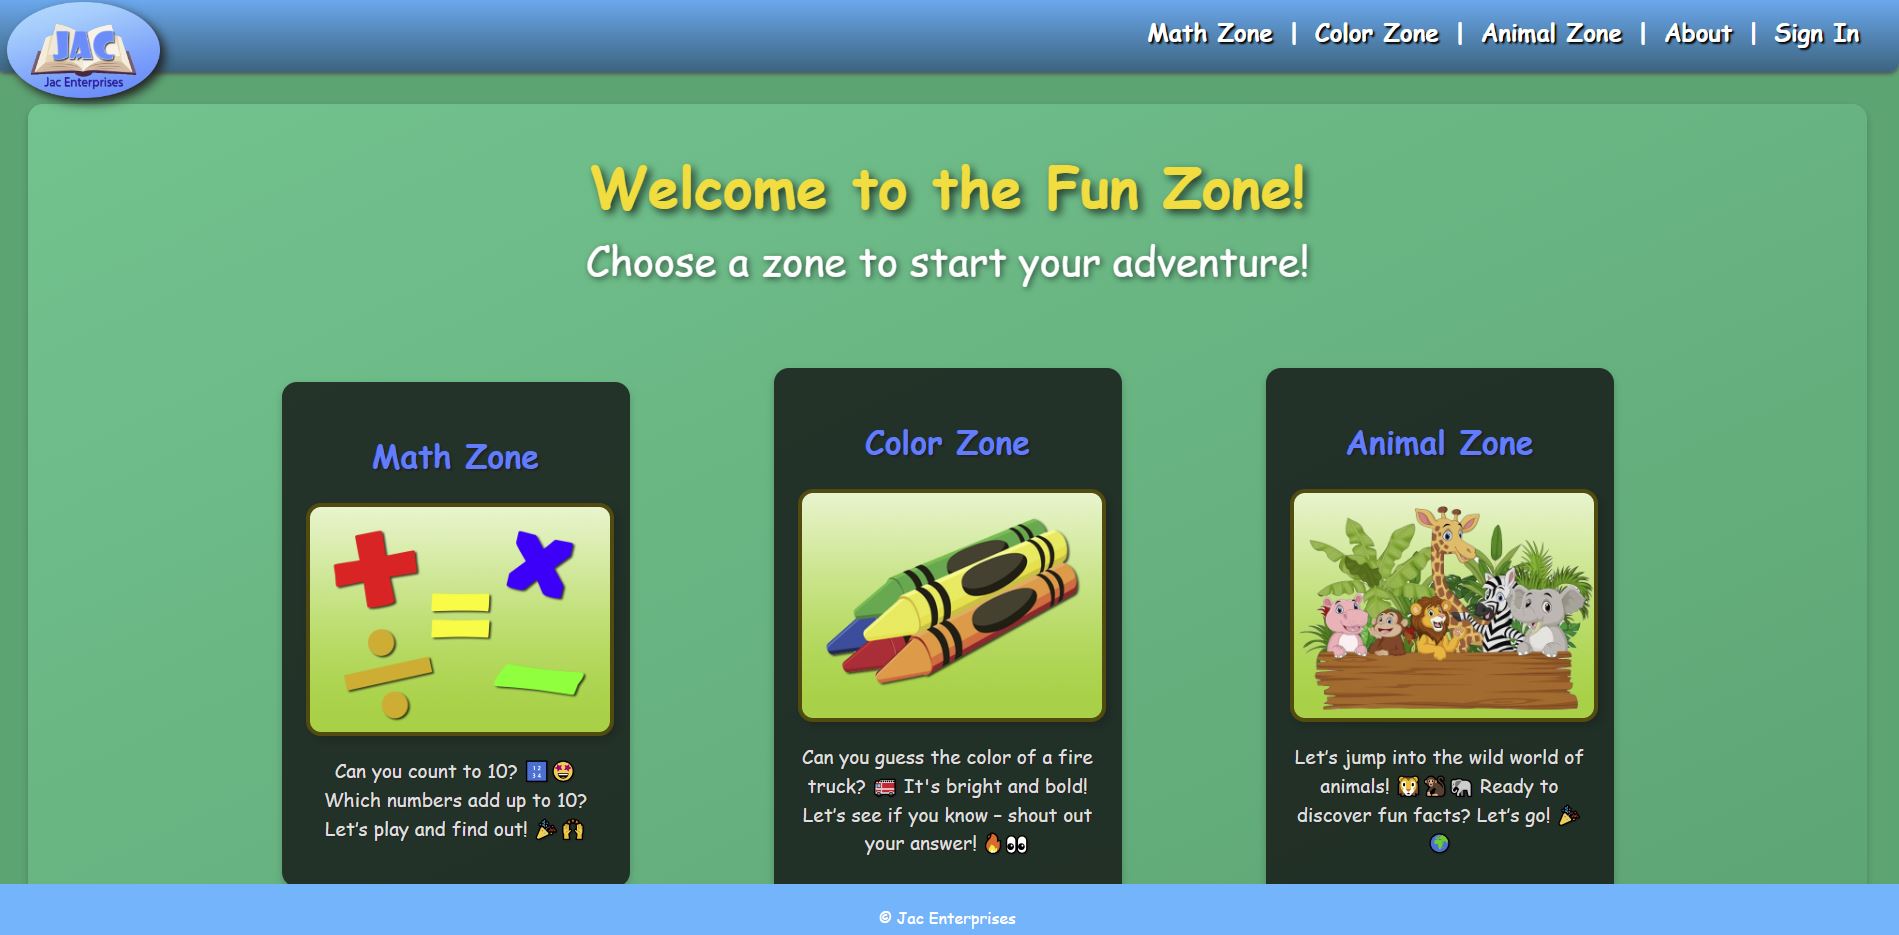 JAC
Jac Enterprises
Math Zone | Color Zone | Animal Zone | About | Sign In
Welcome to the Fun Zone!
Choose a zone to start your adventure!
Math Zone
Can you count to 10? 🔢🤩
Which numbers add up to 10?
Let’s play and find out! 🎉🙌
Color Zone
Can you guess the color of a fire
truck? 🚒 It's bright and bold!
Let’s see if you know – shout out
your answer! 🔥👀
Animal Zone
Let’s jump into the wild world of
animals! 🦁🐒🐘 Ready to
discover fun facts? Let’s go! 🎉
🌍
© Jac Enterprises